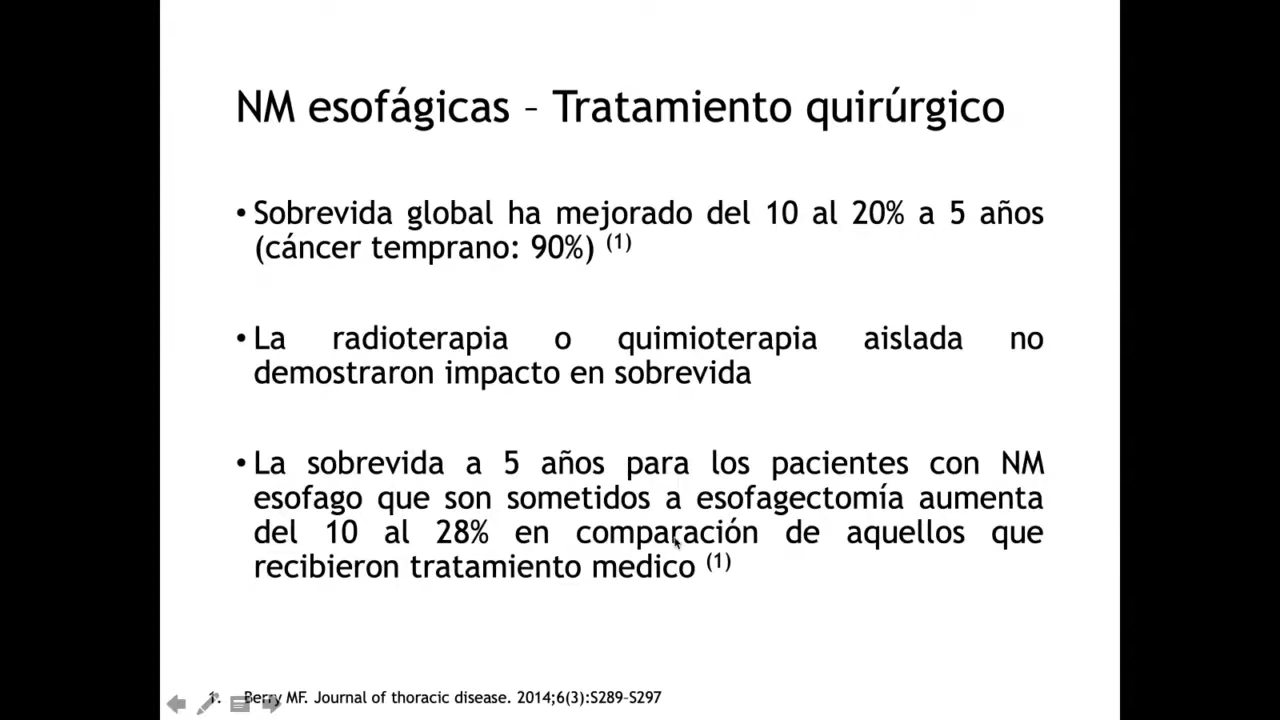 NM esofágicas – Tratamiento quirúrgico
• Sobrevida global ha mejorado del 10 al 20% a 5 años
(cáncer temprano: 90%) (1)
• La radioterapia o quimioterapia aislada no
demostraron impacto en sobrevida
• La sobrevida a 5 años para los pacientes con NM
esofago que son sometidos a esofagectomía aumenta
del 10 al 28% en comparación de aquellos que
recibieron tratamiento medico (1)
1. Berry MF. Journal of thoracic disease. 2014;6(3):S289–S297